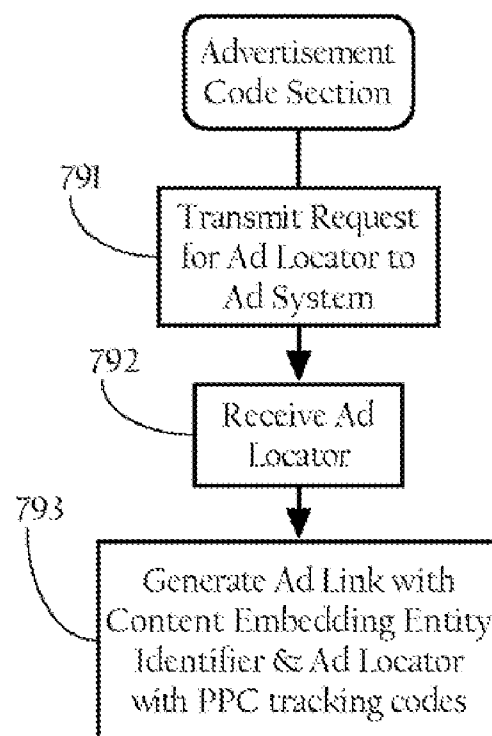 Advertisement
Code Section
791
Transmit Request
for Ad Locator to
Ad System
792
Receive Ad
Locator
793
Generate Ad Link with
Content Embedding Entity
Identifier & Ad Locator
with PPC tracking codes